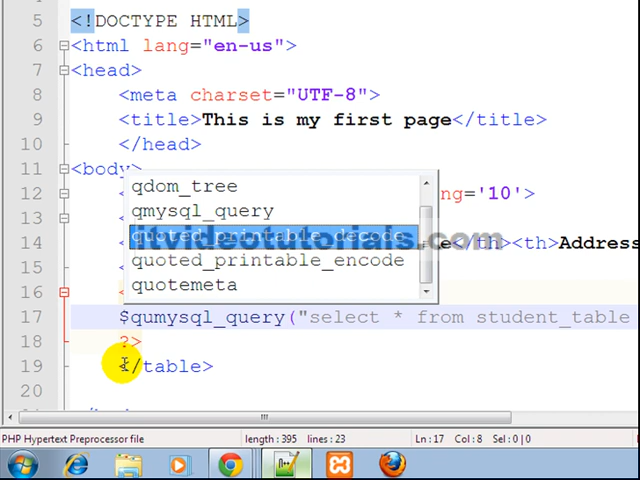 5 <!DOCTYPE HTML>
6 <html lang="en-us">
7 <head>
8 <meta charset="UTF-8">
9 <title>This is my first page</title>
10 </head>
11 <body>
12 < ng='10'>
13 <
14 < e</th><th>Address
15 <
16 <
17 $qumysql_query("select * from student_table
18 ?>
19 </table>
20
qdom_tree
qmysql_query
quoted_printable_decode
quoted_printable_encode
quotemeta
itvideotutorials.com
PHP Hypertext Preprocessor file length : 395 lines : 23 Ln : 17 Col : 8 Sel : 0 | 0